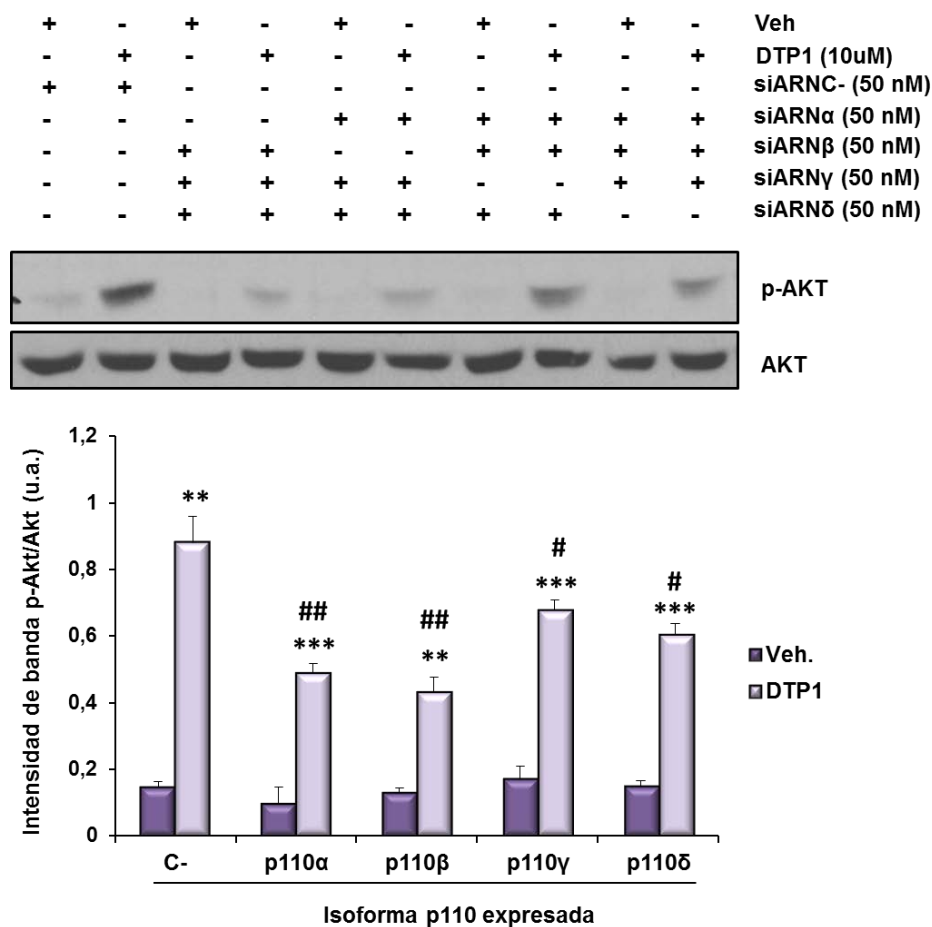 + - + - + - + - + - Veh
- + - + - + - + - + DTP1 (10uM)
+ + - - - - - - - - siARNC- (50 nM)
- - - - + + + + + + siARNα (50 nM)
- - + + - - + + + + siARNβ (50 nM)
- - + + + + - - + + siARNγ (50 nM)
- - + + + + + + - - siARNδ (50 nM)
p-AKT
AKT
Intensidad de banda p-Akt/Akt (u.a.)
1,2
1
0,8
0,6
0,4
0,2
0
**
##
***
##
**
#
***
#
***
Veh.
DTP1
C- p110α p110β p110γ p110δ
Isoforma p110 expresada